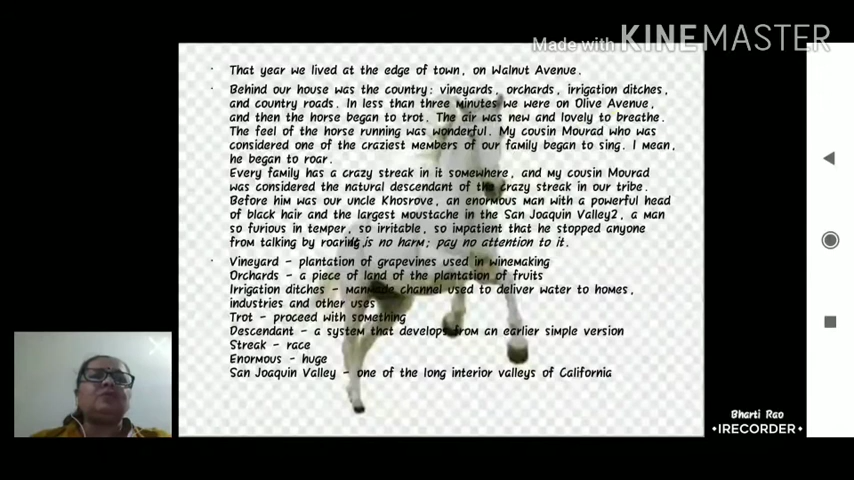 Made with KINEMASTER
· That year we lived at the edge of town, on Walnut Avenue.
· Behind our house was the country: vineyards, orchards, irrigation ditches,
and country roads. In less than three minutes we were on Olive Avenue,
and then the horse began to trot. The air was new and lovely to breathe.
The feel of the horse running was wonderful. My cousin Mourad who was
considered one of the craziest members of our family began to sing. I mean,
he began to roar.
Every family has a crazy streak in it somewhere, and my cousin Mourad
was considered the natural descendant of the crazy streak in our tribe.
Before him was our uncle Khosrove, an enormous man with a powerful head
of black hair and the largest moustache in the San Joaquin Valley2, a man
so furious in temper, so irritable, so impatient that he stopped anyone
from talking by roaring It is no harm; pay no attention to it.
· Vineyard - plantation of grapevines used in winemaking
Orchards - a piece of land of the plantation of fruits
Irrigation ditches - manmade channel used to deliver water to homes,
industries and other uses
Trot - proceed with something
Descendant - a system that develops from an earlier simple version
Streak - race
Enormous - huge
San Joaquin Valley - one of the long interior valleys of California
Bharti Rao
•IRECORDER•